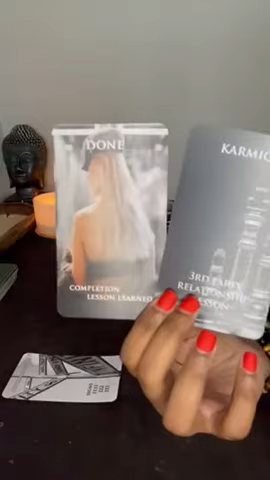 DONE
COMPLETION
LESSON LEARNED
KARMIC
3RD PARTY
RELATIONSHIP
LESSON